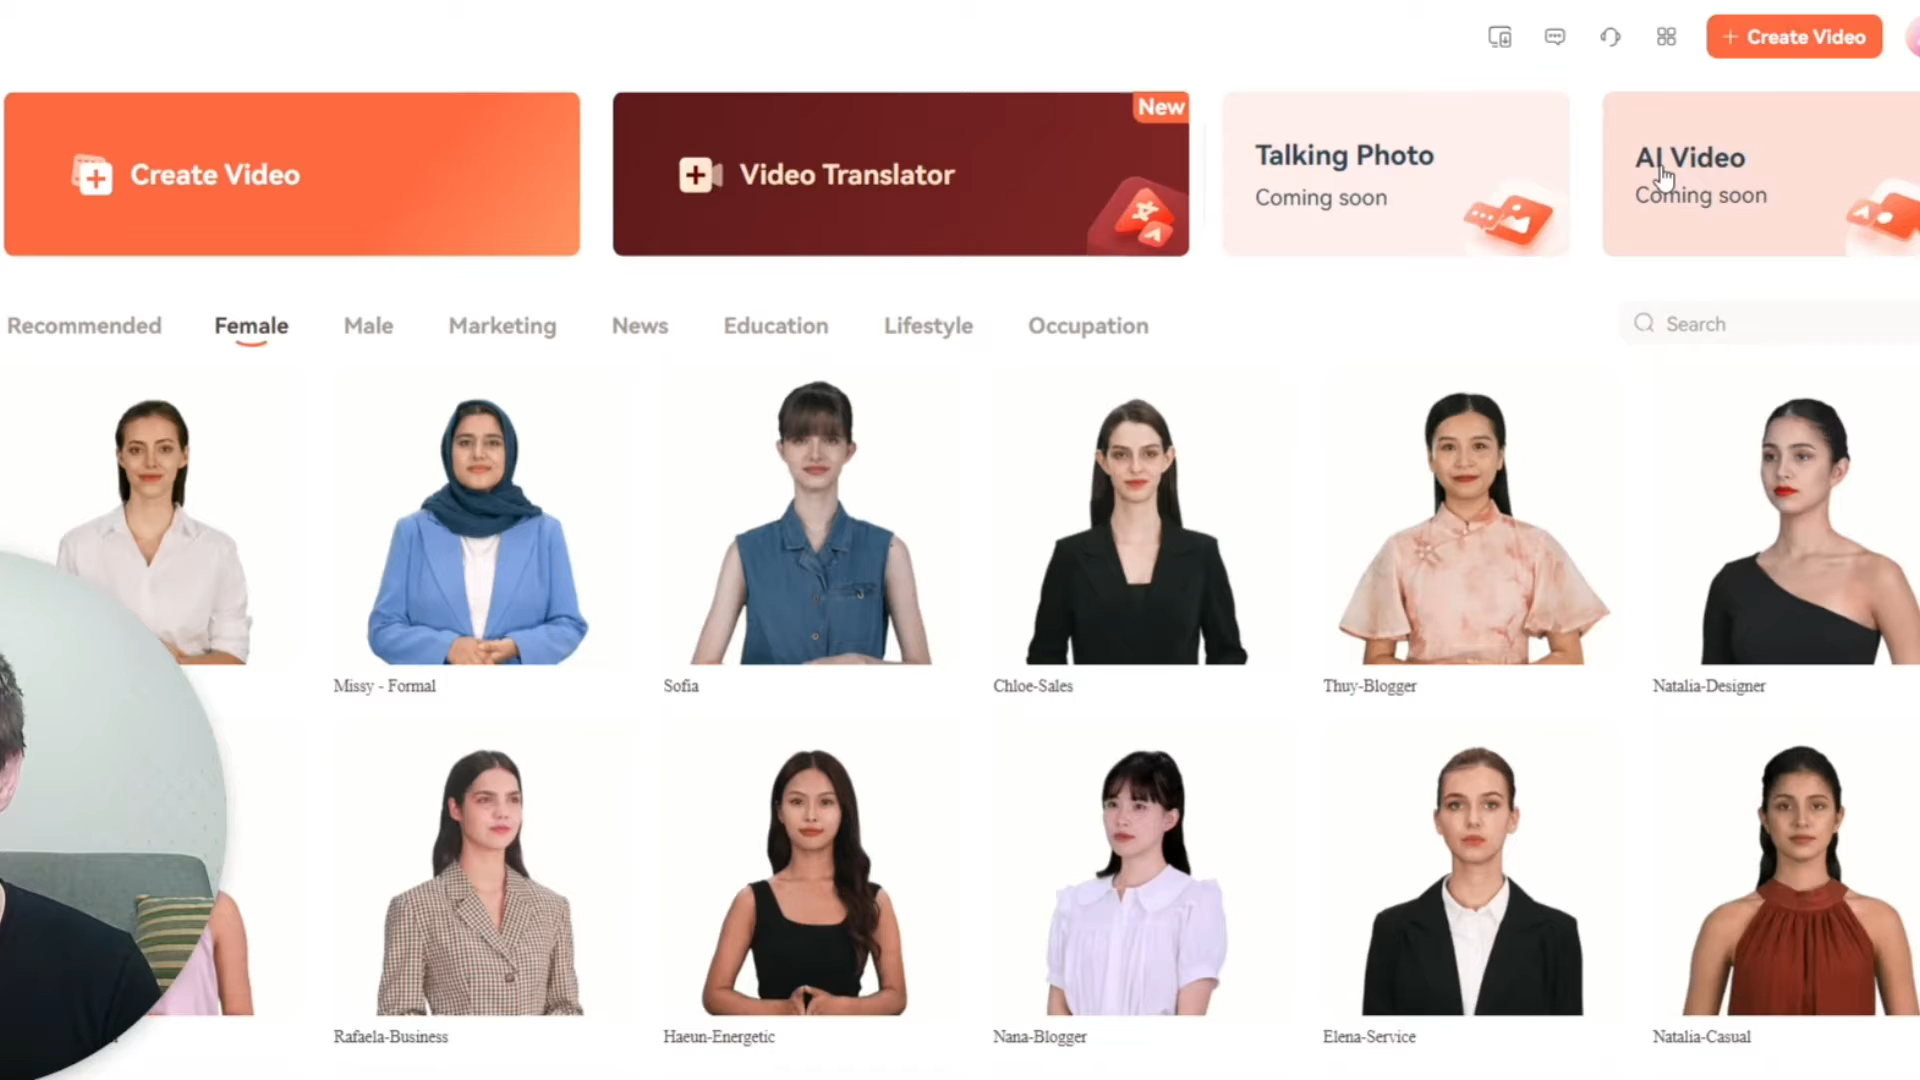 + Create Video
Create Video
New
Video Translator
Talking Photo
Coming soon
AI Video
Coming soon
Recommended
Female
Male
Marketing
News
Education
Lifestyle
Occupation
Search
Missy - Formal
Sofia
Chloe-Sales
Thuy-Blogger
Natalia-Designer
Rafaela-Business
Haeun-Energetic
Nana-Blogger
Elena-Service
Natalia-Casual